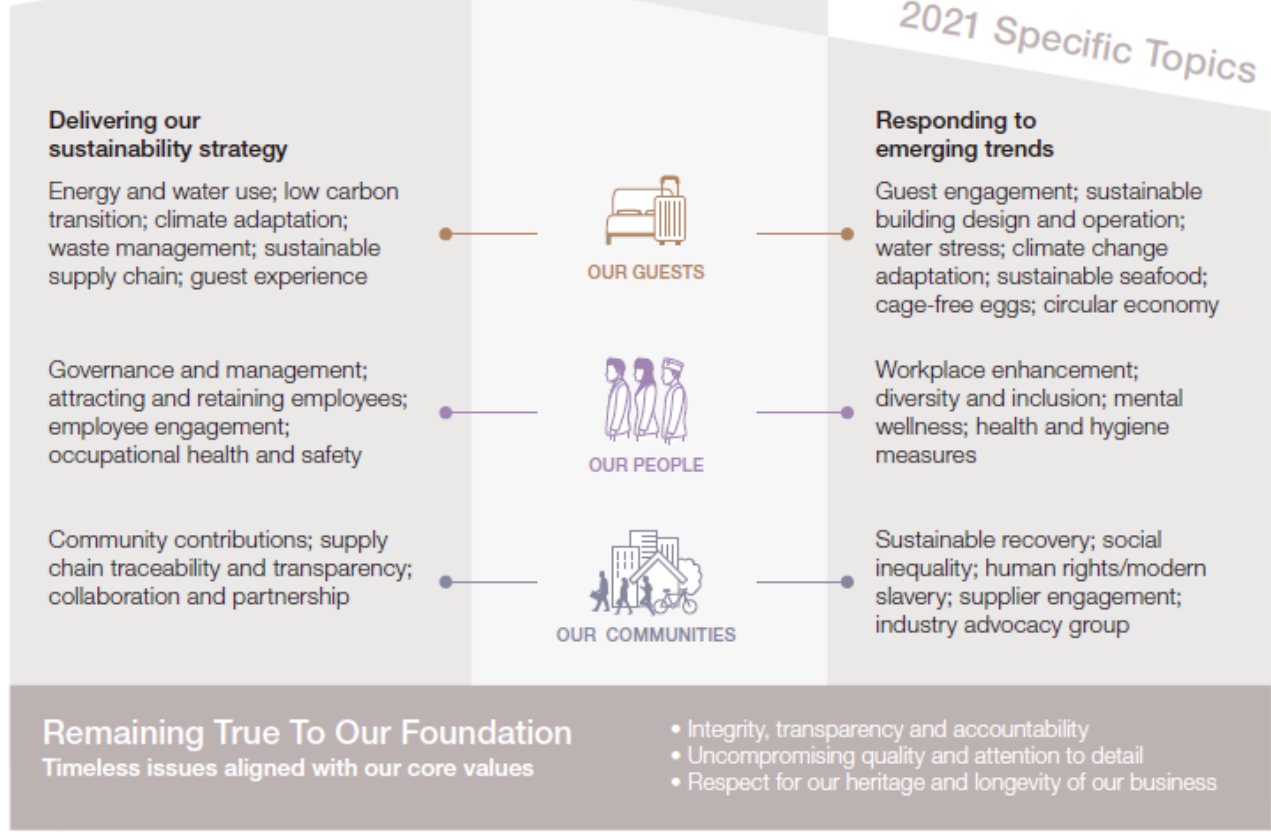 2021 Specific Topics
Delivering our
sustainability strategy
Energy and water use; low carbon
transition; climate adaptation;
waste management; sustainable
supply chain; guest experience
OUR GUESTS
Responding to
emerging trends
Guest engagement; sustainable
building design and operation;
water stress; climate change
adaptation; sustainable seafood;
cage-free eggs; circular economy
Governance and management;
attracting and retaining employees;
employee engagement;
occupational health and safety
OUR PEOPLE
Workplace enhancement;
diversity and inclusion; mental
wellness; health and hygiene
measures
Community contributions; supply
chain traceability and transparency;
collaboration and partnership
OUR COMMUNITIES
Sustainable recovery; social
inequality; human rights/modern
slavery; supplier engagement;
industry advocacy group
Remaining True To Our Foundation
Timeless issues aligned with our core values
• Integrity, transparency and accountability
• Uncompromising quality and attention to detail
• Respect for our heritage and longevity of our business